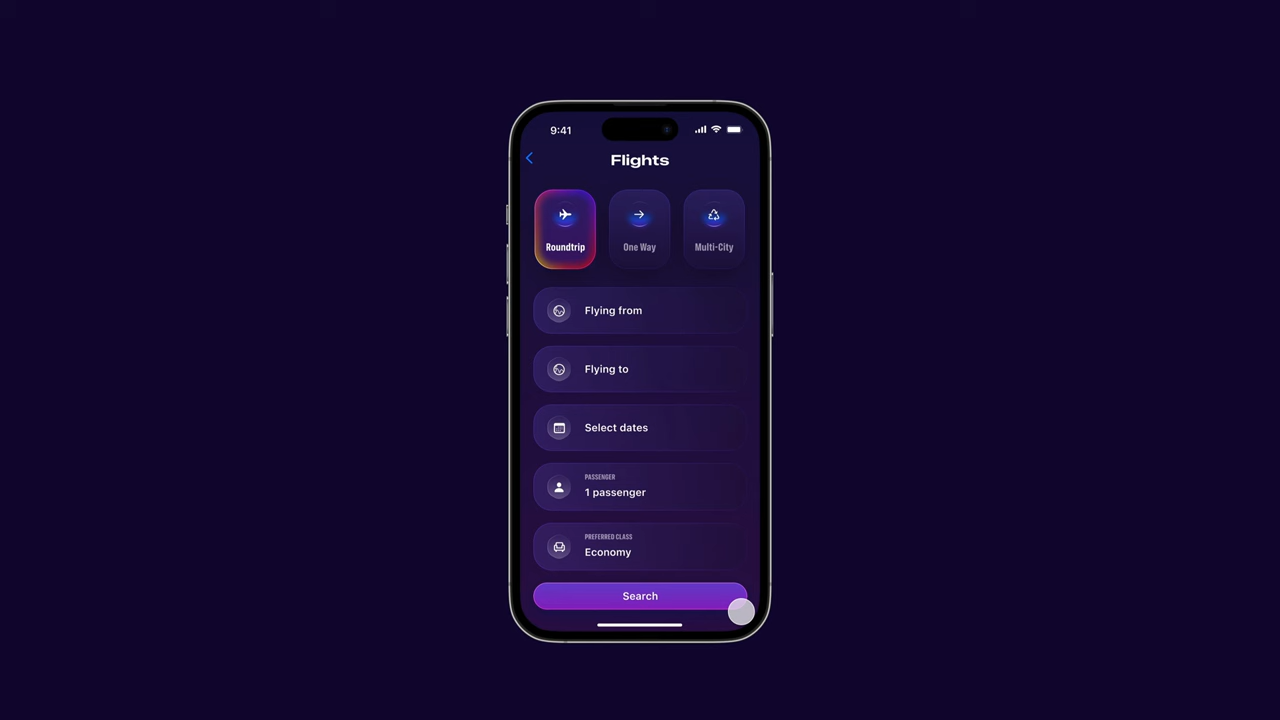 9:41
Flights
Roundtrip
One Way
Multi-City
Flying from
Flying to
Select dates
PASSENGER
1 passenger
PREFERRED CLASS
Economy
Search